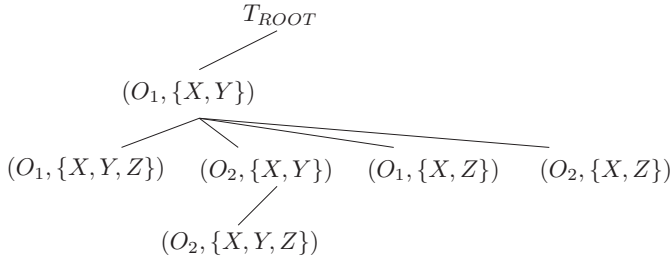 T_{ROOT}
(O_1, {X, Y})
(O_1, {X, Y, Z}) (O_2, {X, Y}) (O_1, {X, Z}) (O_2, {X, Z})
(O_2, {X, Y, Z})